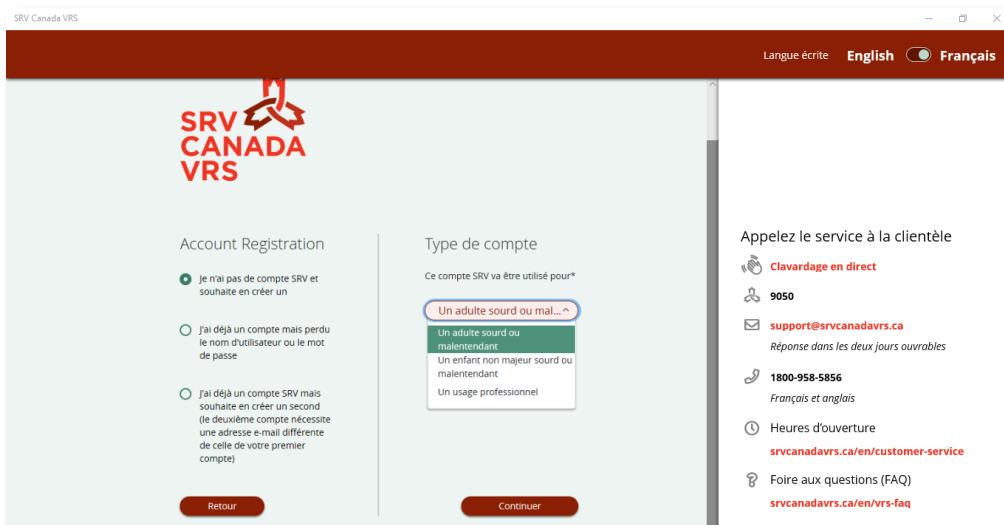 SRV Canada VRS
Langue écrite English Français
SRV
CANADA
VRS
Account Registration
Je n'ai pas de compte SRV et
souhaite en créer un
J'ai déjà un compte mais perdu
le nom d'utilisateur ou le mot
de passe
J'ai déjà un compte SRV mais
souhaite en créer un second
(le deuxième compte nécessite
une adresse e-mail différente
de celle de votre premier
compte)
Retour
Type de compte
Ce compte SRV va être utilisé pour*
Un adulte sourd ou mal...
Un adulte sourd ou
malentendant
Un enfant non majeur sourd ou
malentendant
Un usage professionnel
Continuer
Appelez le service à la clientèle
Clavardage en direct
9050
support@srvcanadavrs.ca
Réponse dans les deux jours ouvrables
1800-958-5856
Français et anglais
Heures d'ouverture
srvcanadavrs.ca/en/customer-service
Foire aux questions (FAQ)
srvcanadavrs.ca/en/vrs-faq